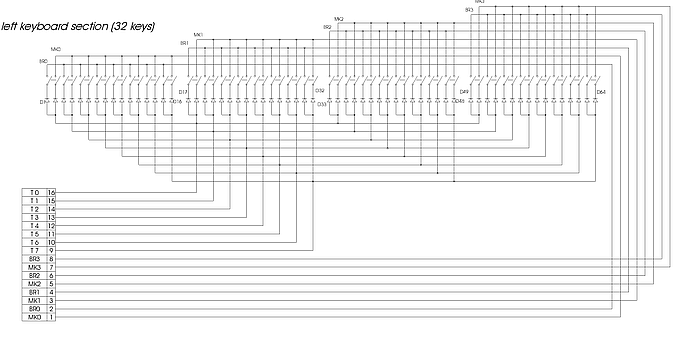 MK3
BR3
MK2
BR2
left keyboard section (32 keys)
MK1
BR1
MK0
BR0
D1
D16
D17
D32
D33
D48
D49
D64
T 0 16
T 1 15
T 2 14
T 3 13
T 4 12
T 5 11
T 6 10
T 7 9
BR3 8
MK3 7
BR2 6
MK2 5
BR1 4
MK1 3
BR0 2
MK0 1